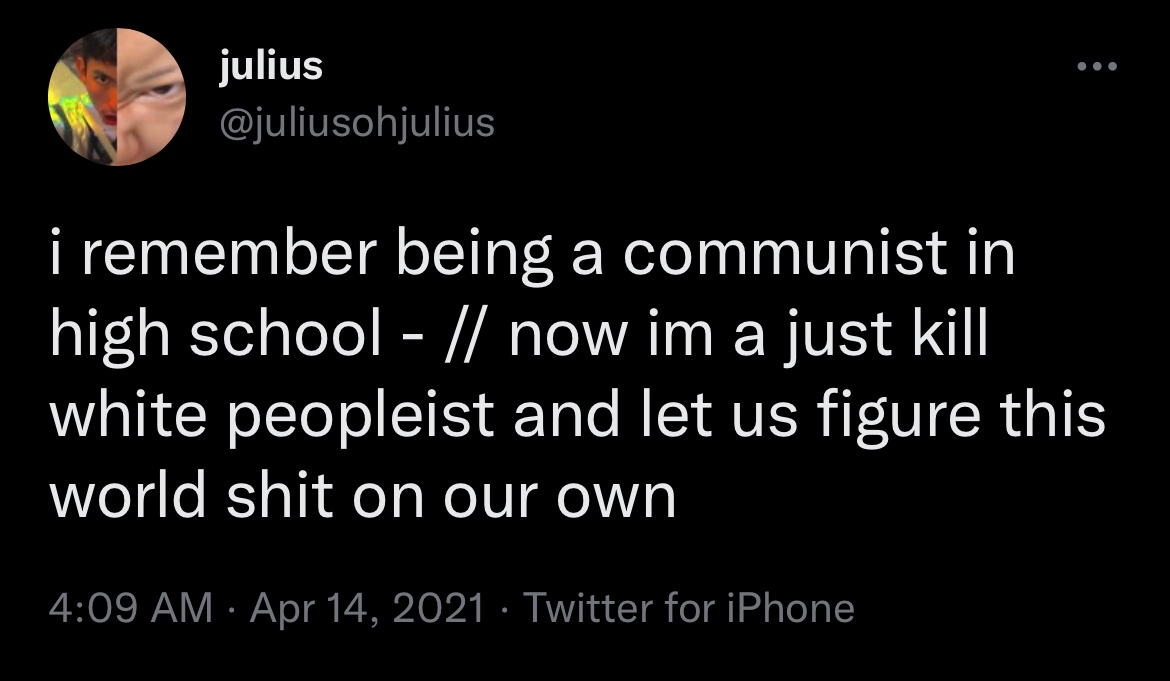 julius
@juliusohjulius
i remember being a communist in
high school - // now im a just kill
white peopleist and let us figure this
world shit on our own
4:09 AM · Apr 14, 2021 · Twitter for iPhone